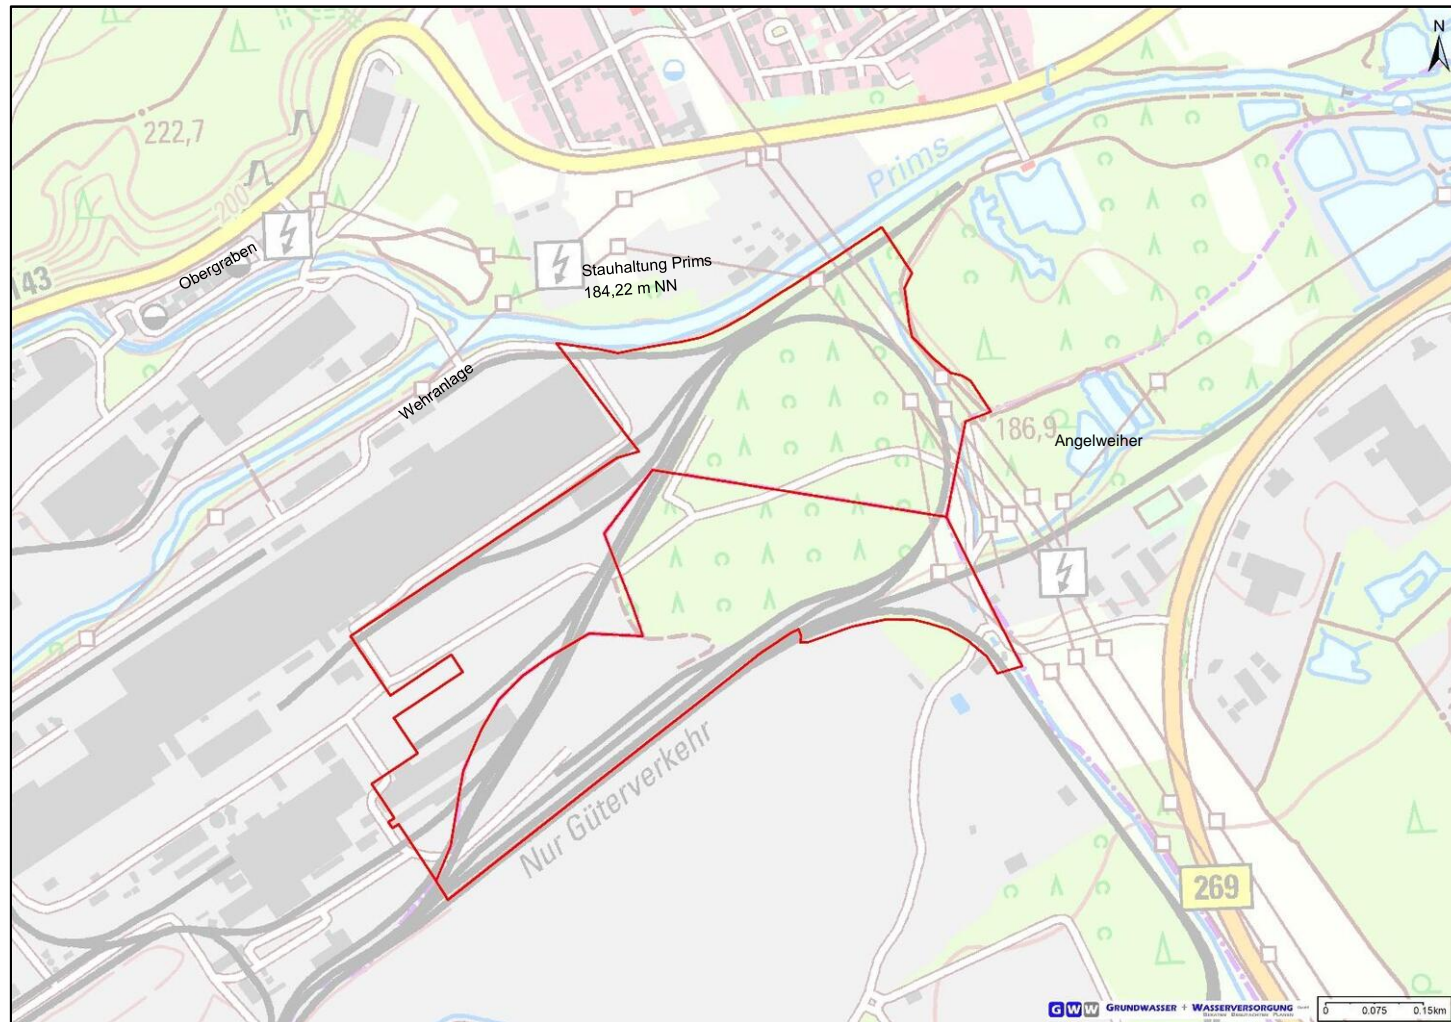 N
222,7
200
143
Prims
Obergraben
Stauhaltung Prims
184,22 m NN
Wehranlage
186,9
Angelweiher
Nur Güterverkehr
269
GWW GRUNDWASSER + WASSERVERSORGUNG
0 0.075 0.15km